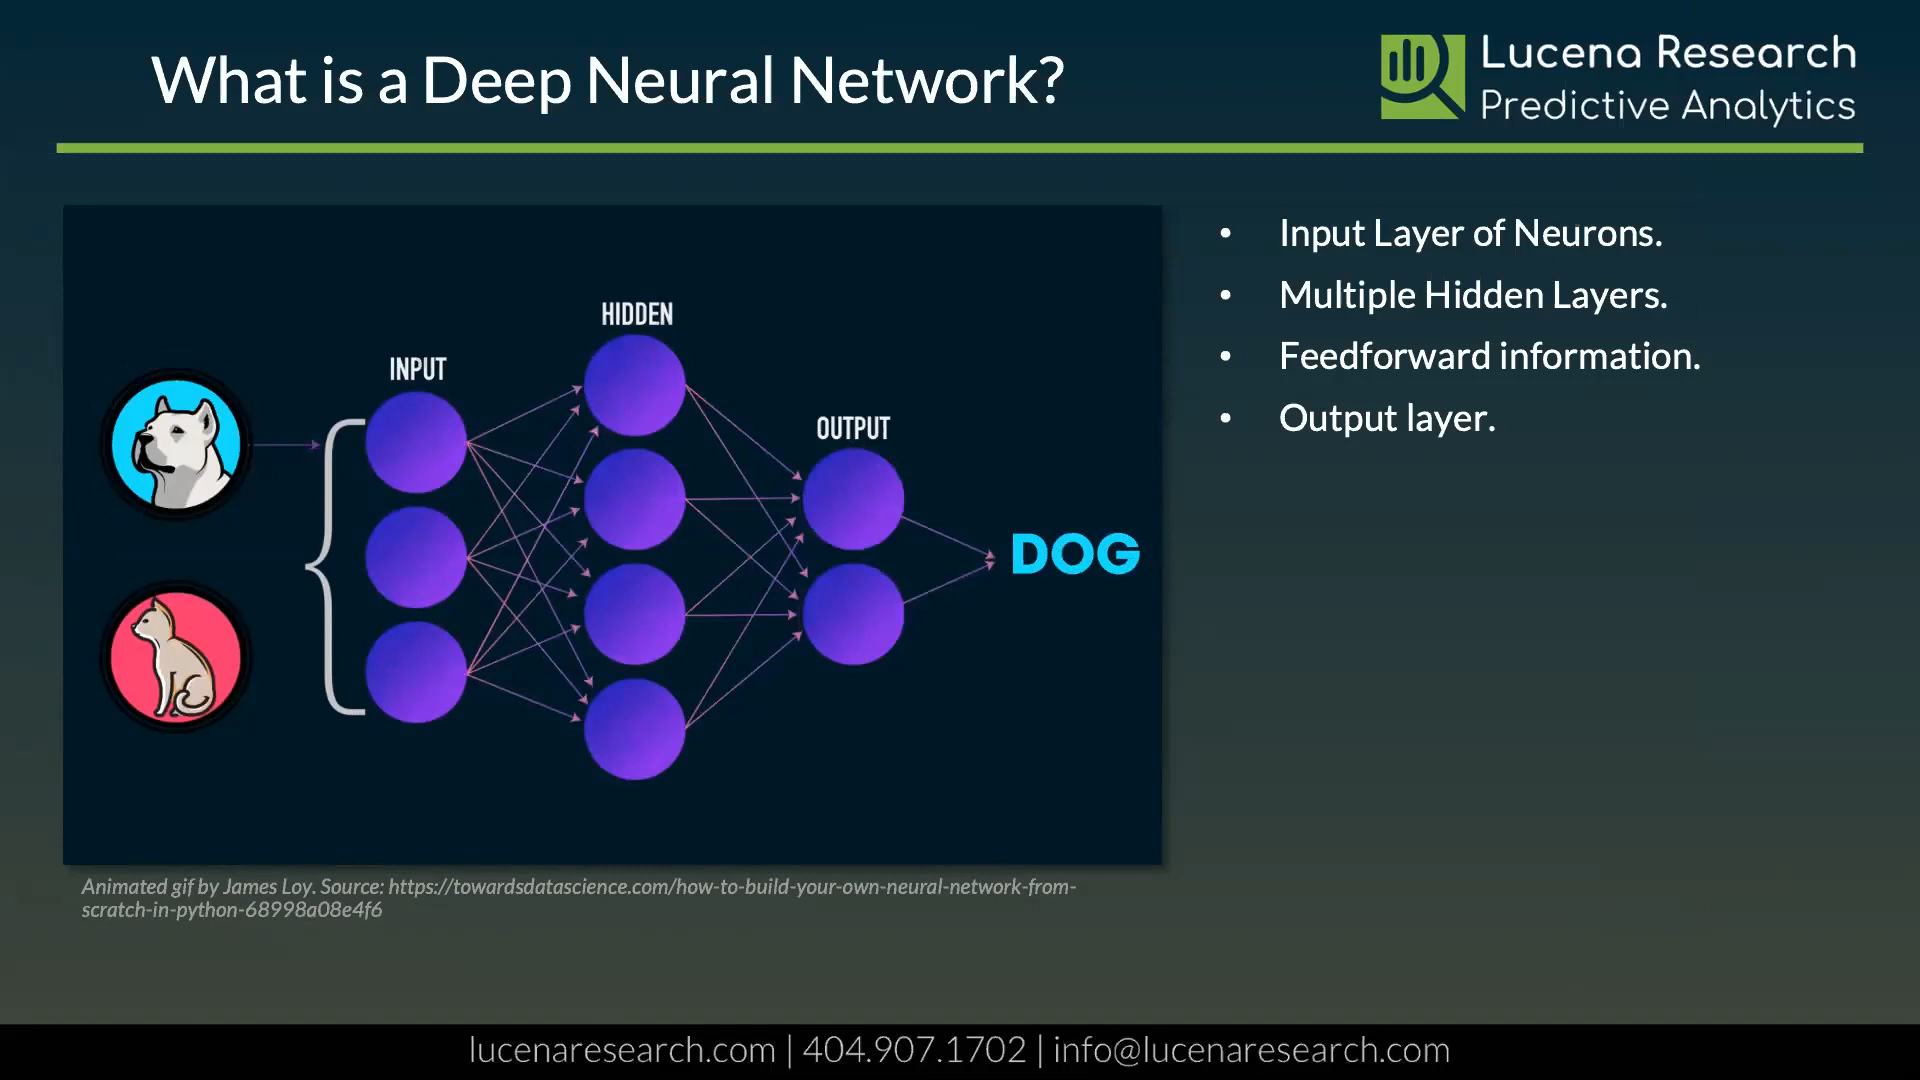 What is a Deep Neural Network?
Lucena Research
Predictive Analytics
HIDDEN
INPUT
OUTPUT
DOG
• Input Layer of Neurons.
• Multiple Hidden Layers.
• Feedforward information.
• Output layer.
Animated gif by James Loy. Source: https://towardsdatascience.com/how-to-build-your-own-neural-network-from-
scratch-in-python-68998a08e4f6
lucenaresearch.com | 404.907.1702 | info@lucenaresearch.com